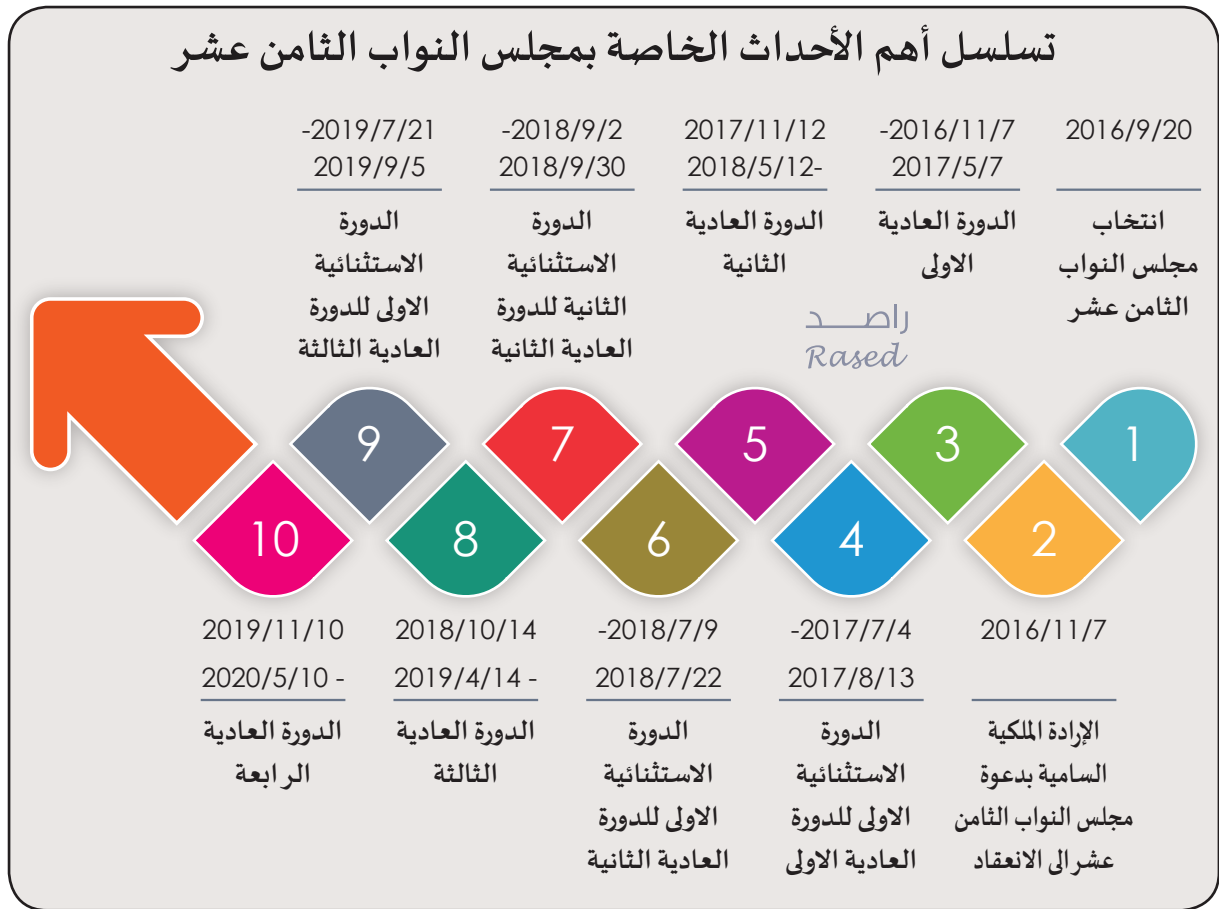 تسلسل أهم الأحداث الخاصة بمجلس النواب الثامن عشر
2016/9/20
انتخاب
مجلس النواب
الثامن عشر
-2016/11/7
2017/5/7
الدورة العادية
الاولى
2017/11/12
2018/5/12-
الدورة العادية
الثانية
-2018/9/2
2018/9/30
الدورة
الاستثنائية
الثانية للدورة
العادية الثانية
-2019/7/21
2019/9/5
الدورة
الاستثنائية
الاولى للدورة
العادية الثالثة
راصد
Rased
1
3
5
7
9
2
4
6
8
10
2016/11/7
الإرادة الملكية
السامية بدعوة
مجلس النواب الثامن
عشر الى الانعقاد
-2017/7/4
2017/8/13
الدورة
الاستثنائية
الاولى للدورة
العادية الاولى
-2018/7/9
2018/7/22
الدورة
الاستثنائية
الاولى للدورة
العادية الثانية
2018/10/14
2019/4/14 -
الدورة العادية
الثالثة
2019/11/10
2020/5/10 -
الدورة العادية
الرابعة